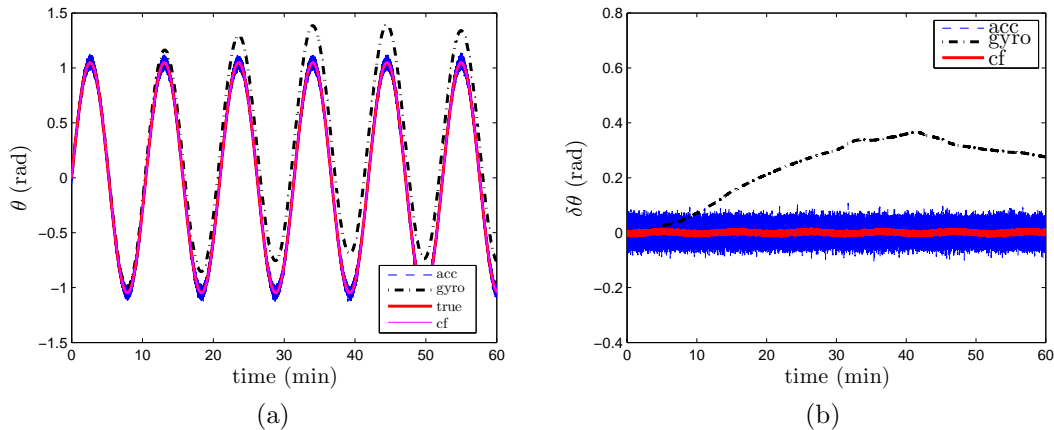 1.5
1
0.5
0
−0.5
−1
−1.5
θ (rad)
0 10 20 30 40 50 60
time (min)
acc
gyro
true
cf
(a)
0.8
0.6
0.4
0.2
0
−0.2
−0.4
δθ (rad)
0 10 20 30 40 50 60
time (min)
acc
gyro
cf
(b)